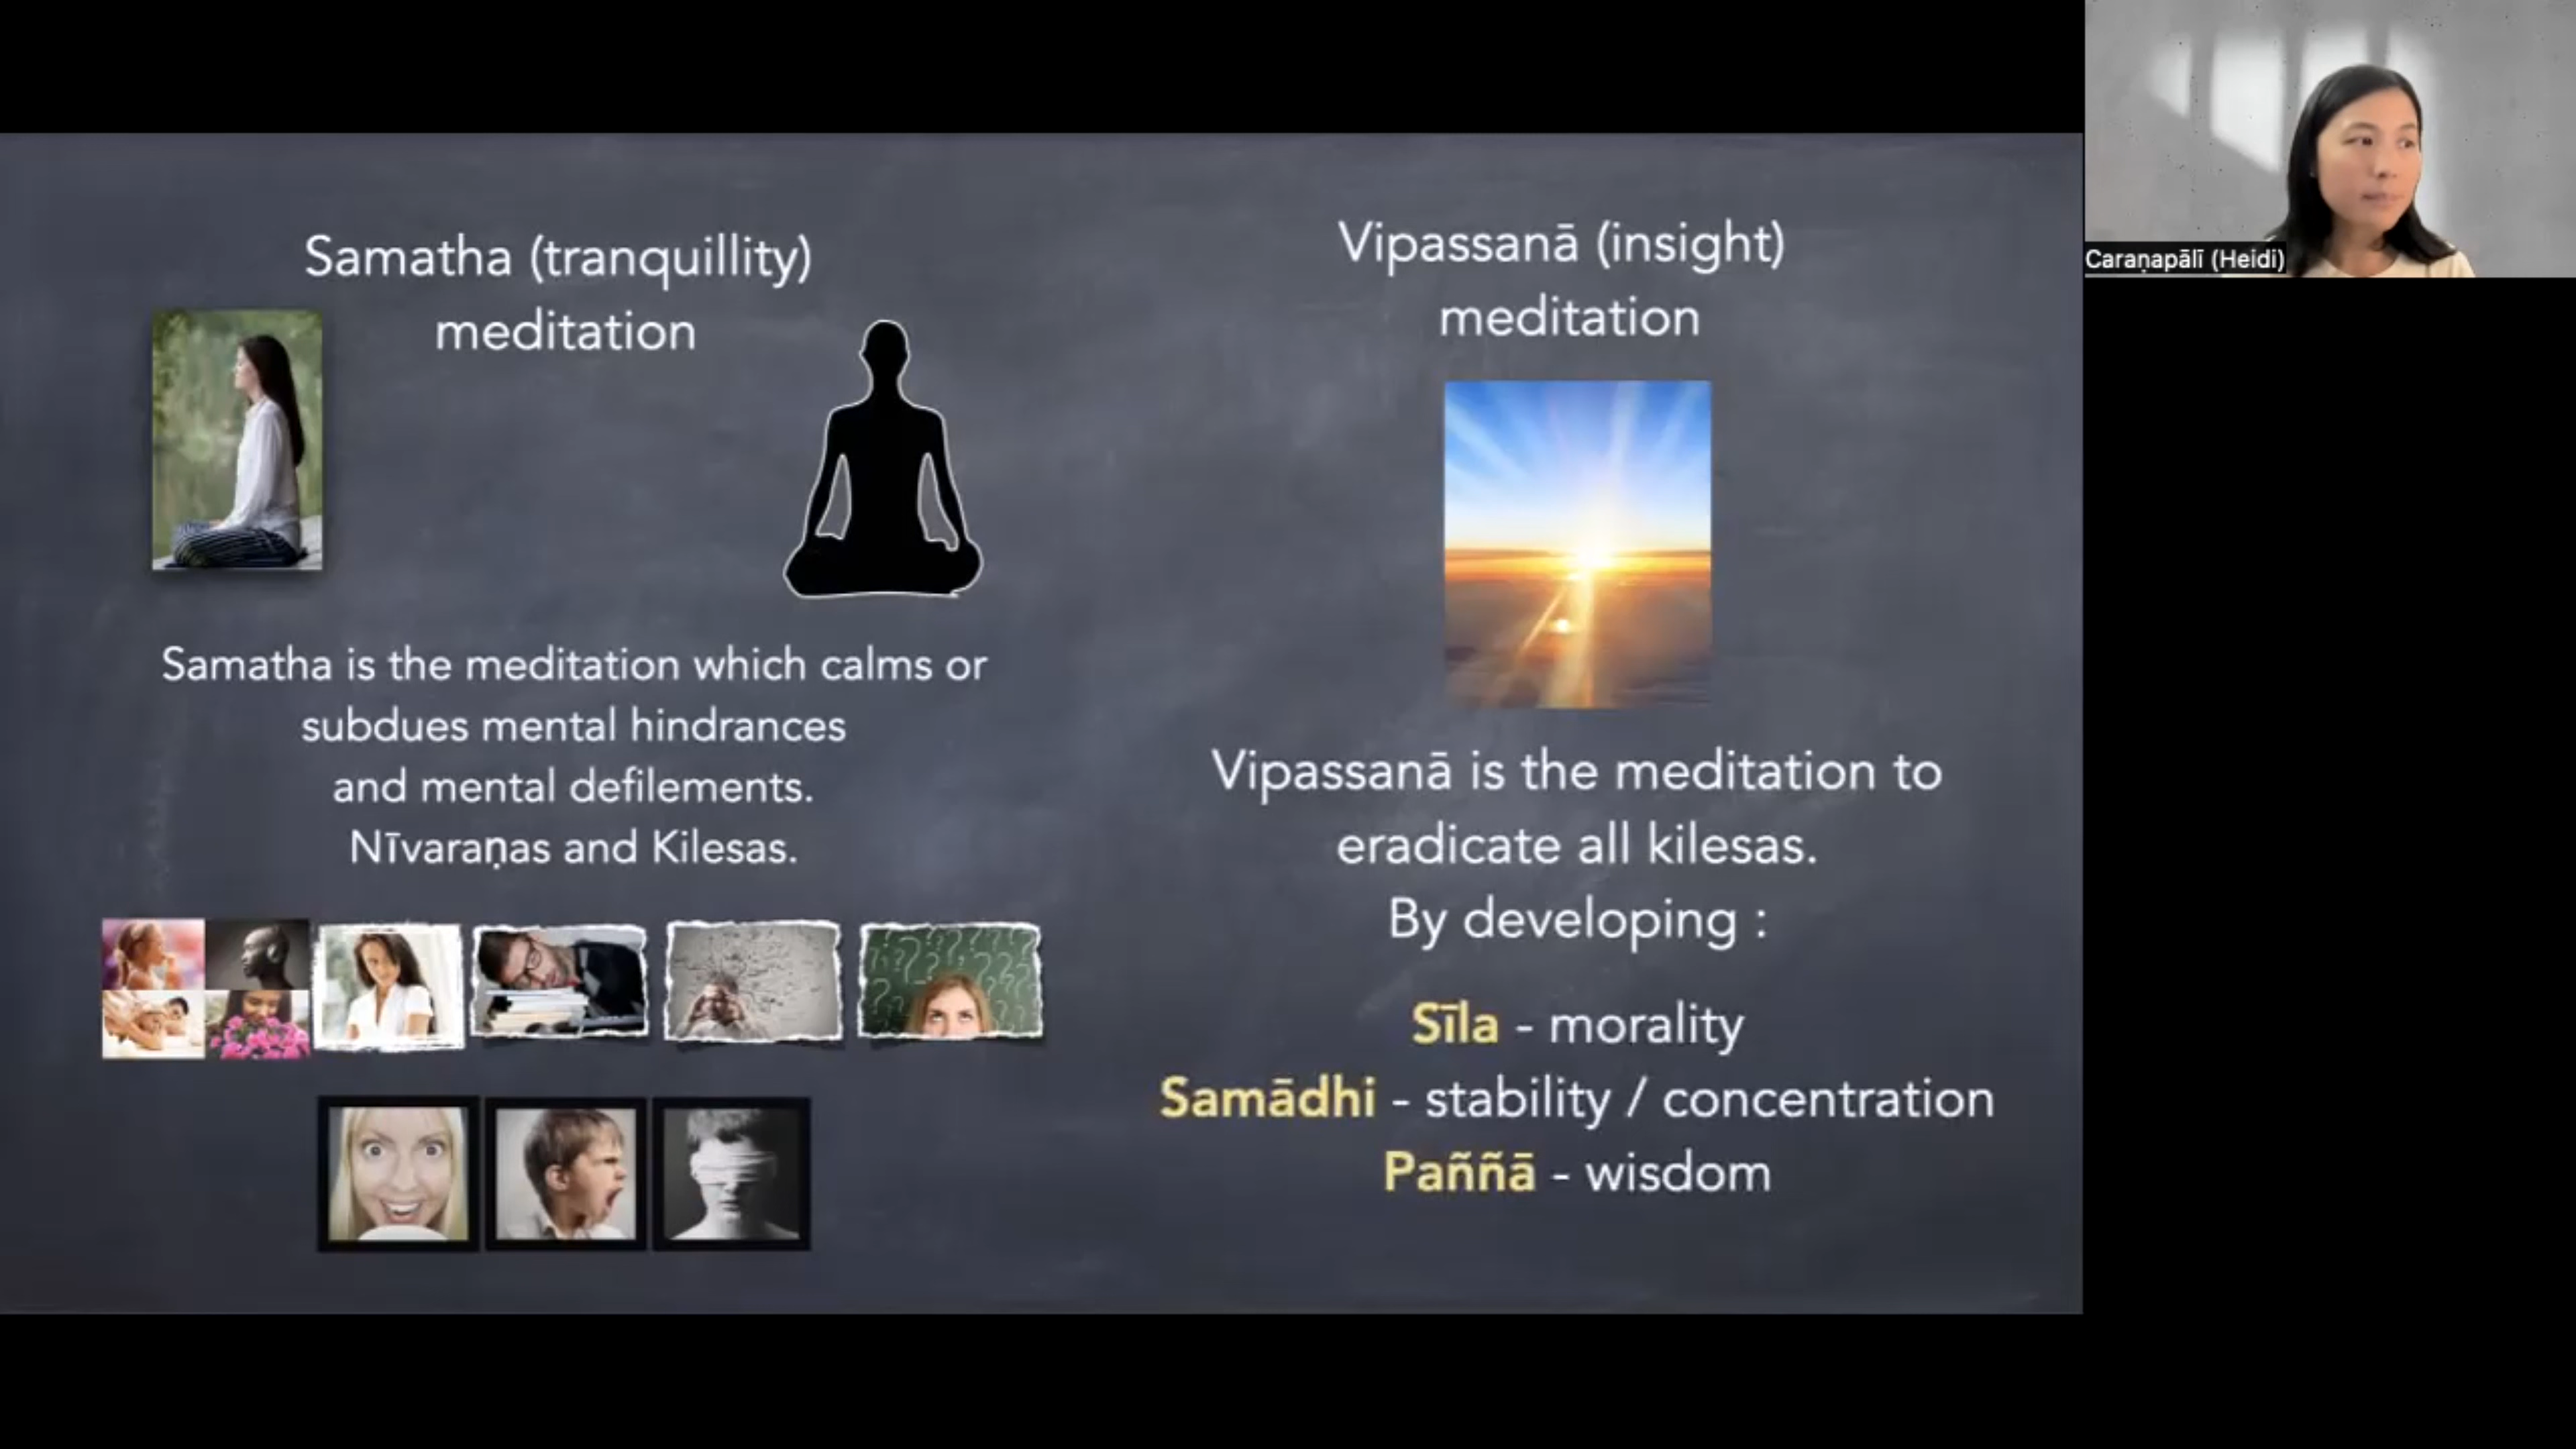 Samatha (tranquillity)
meditation
Samatha is the meditation which calms or
subdues mental hindrances
and mental defilements.
Nīvaraṇas and Kilesas.
Vipassanā (insight)
meditation
Vipassanā is the meditation to
eradicate all kilesas.
By developing :
Sīla - morality
Samādhi - stability / concentration
Paññā - wisdom
Caraṇapālī (Heidi)